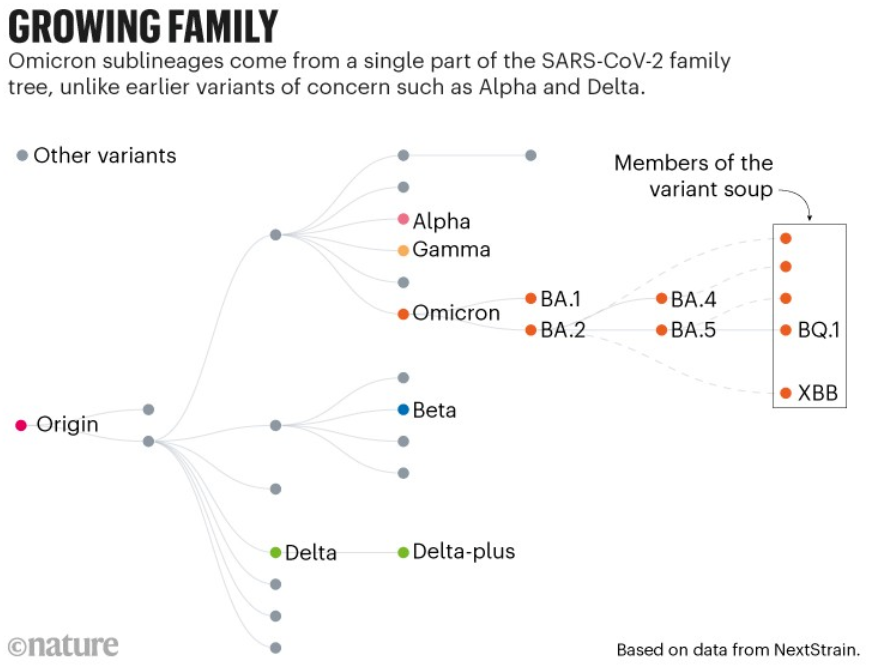 GROWING FAMILY
Omicron sublineages come from a single part of the SARS-CoV-2 family
tree, unlike earlier variants of concern such as Alpha and Delta.
Other variants
Members of the
variant soup
Alpha
Gamma
Omicron
BA.1
BA.4
BA.2
BA.5
BQ.1
XBB
Origin
Beta
Delta
Delta-plus
©nature
Based on data from NextStrain.